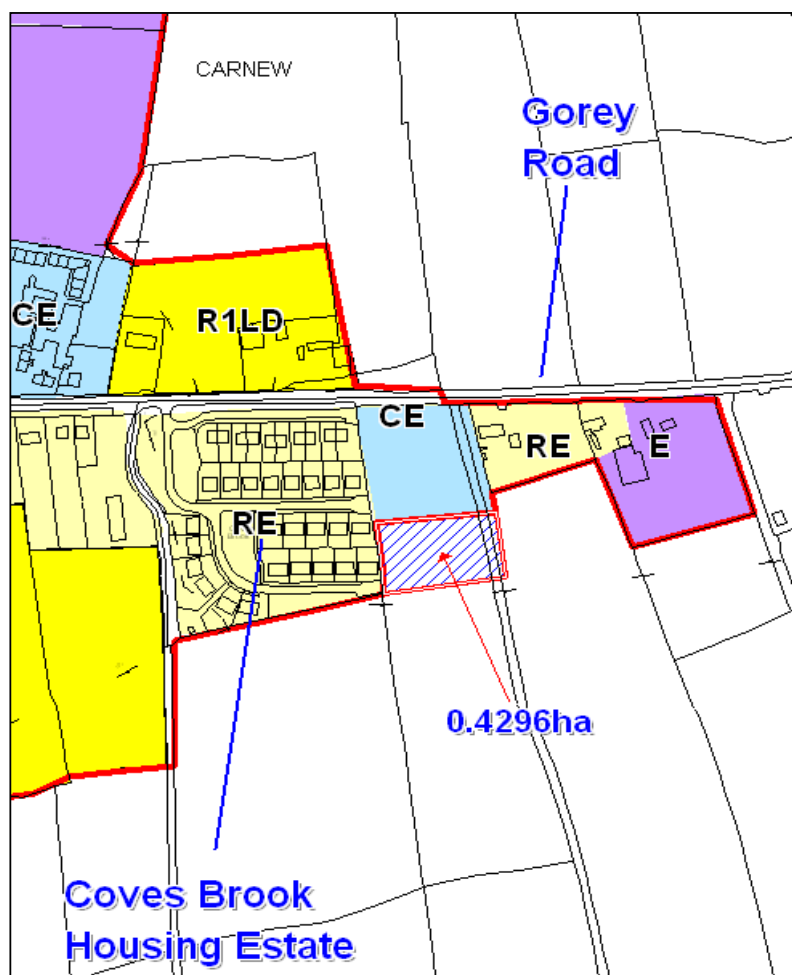 CARNEW
Gorey
Road
CE
R1LD
CE
RE
E
RE
0.4296ha
Coves Brook
Housing Estate